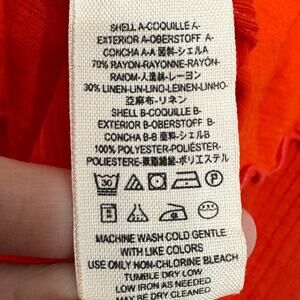 SHELL A-COQUILLE A-
EXTERIOR A-OBERSTOFF A-
CONCHA A-A 面料-シェルA
70% RAYON-RAYONNE-RAYON-
RAIOM-人造絲-レーヨン
30% LINEN-LIN-LINO-LEINEN-LINHO-
亞麻布-リネン
SHELL B-COQUILLE B-
EXTERIOR B-OBERSTOFF B-
CONCHA B-B 面料-シェルB
100% POLYESTER-POLYESTER-
POLIESTERE-聚酯纖維-ポリエステル
30
MACHINE WASH COLD GENTLE
WITH LIKE COLORS
USE ONLY NON-CHLORINE BLEACH
TUMBLE DRY LOW
LOW IRON AS NEEDED
MAY BE DRY CLEANED